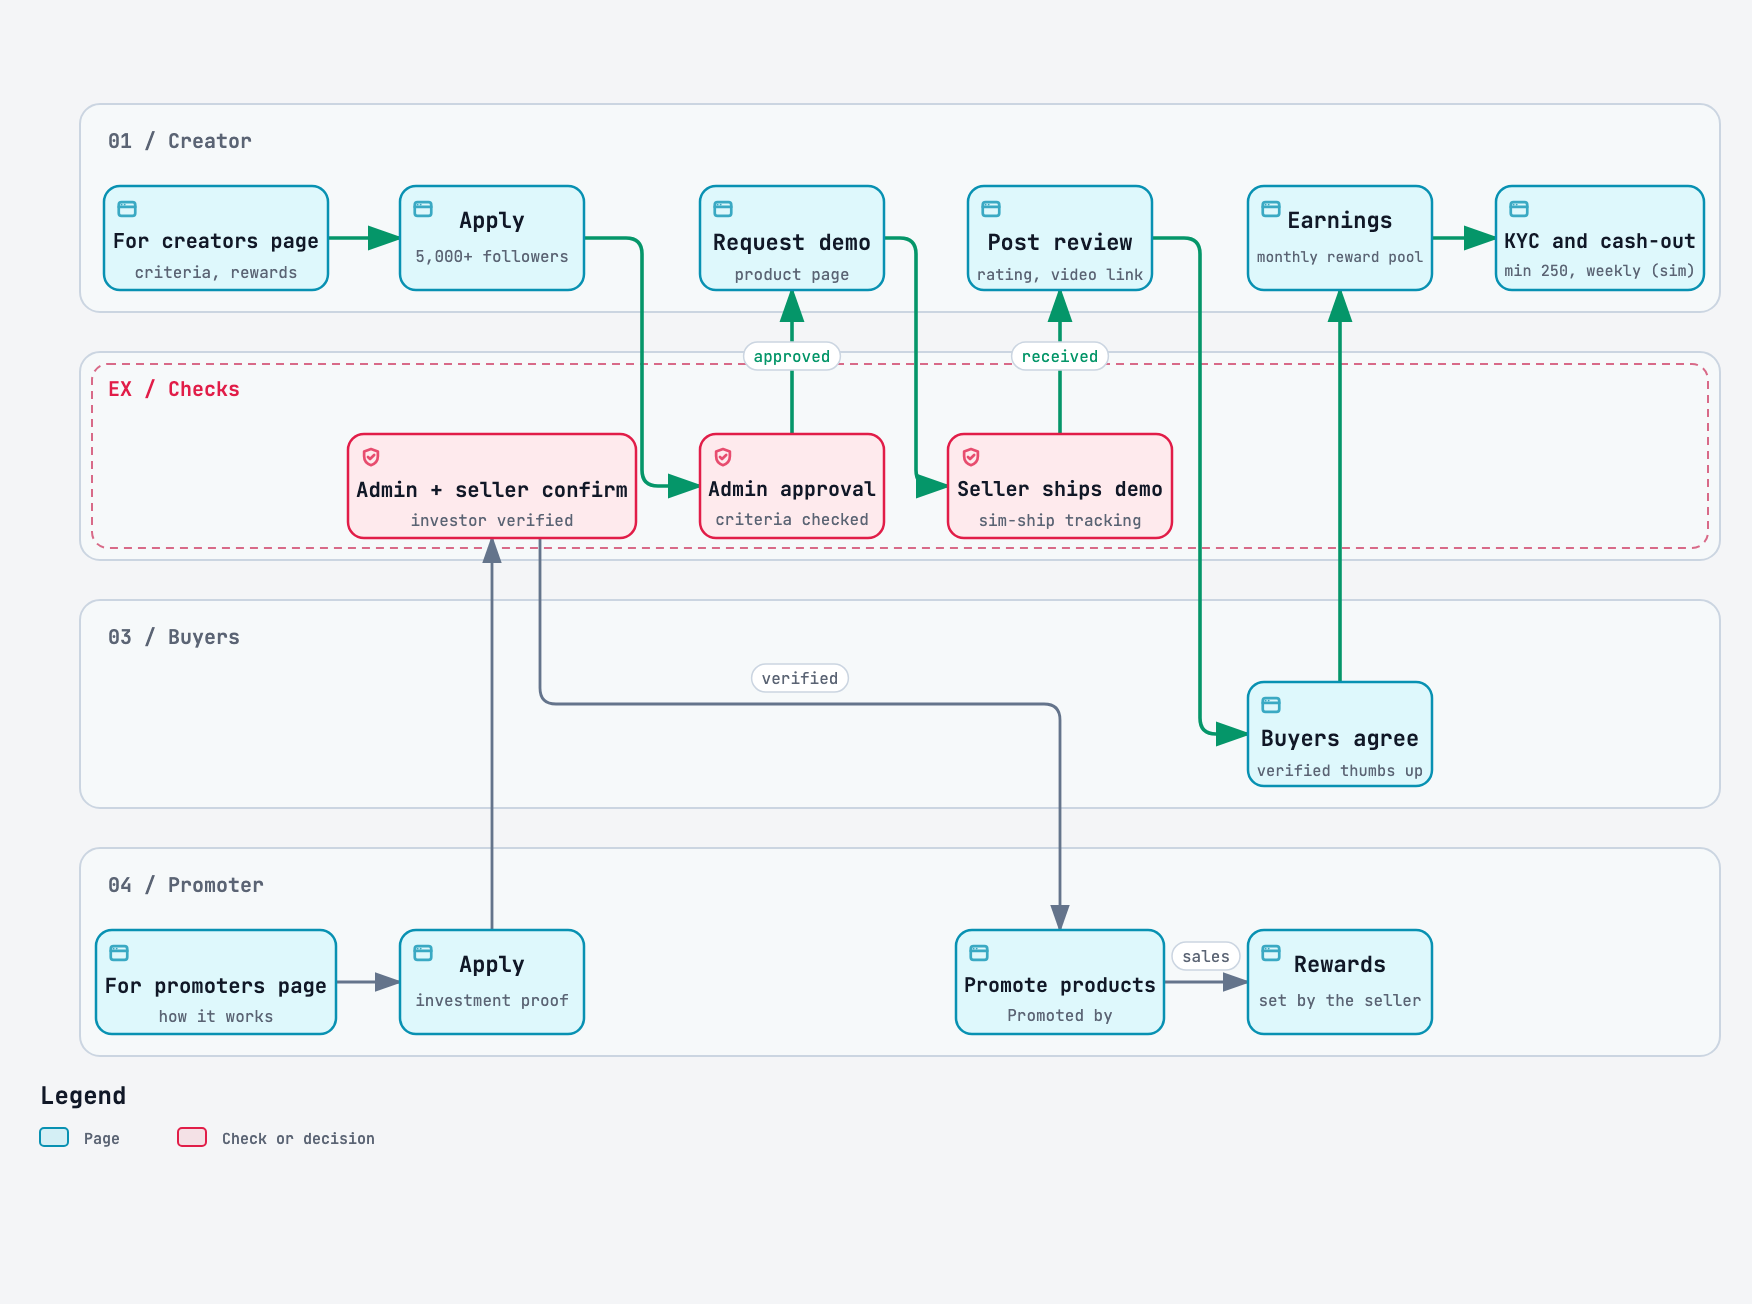 01 / Creator
For creators page
criteria, rewards
Apply
5,000+ followers
Request demo
product page
Post review
rating, video link
Earnings
monthly reward pool
KYC and cash-out
min 250, weekly (sim)
approved
received
EX / Checks
Admin + seller confirm
investor verified
Admin approval
criteria checked
Seller ships demo
sim-ship tracking
03 / Buyers
verified
Buyers agree
verified thumbs up
04 / Promoter
For promoters page
how it works
Apply
investment proof
Promote products
Promoted by
sales
Rewards
set by the seller
Legend
Page
Check or decision